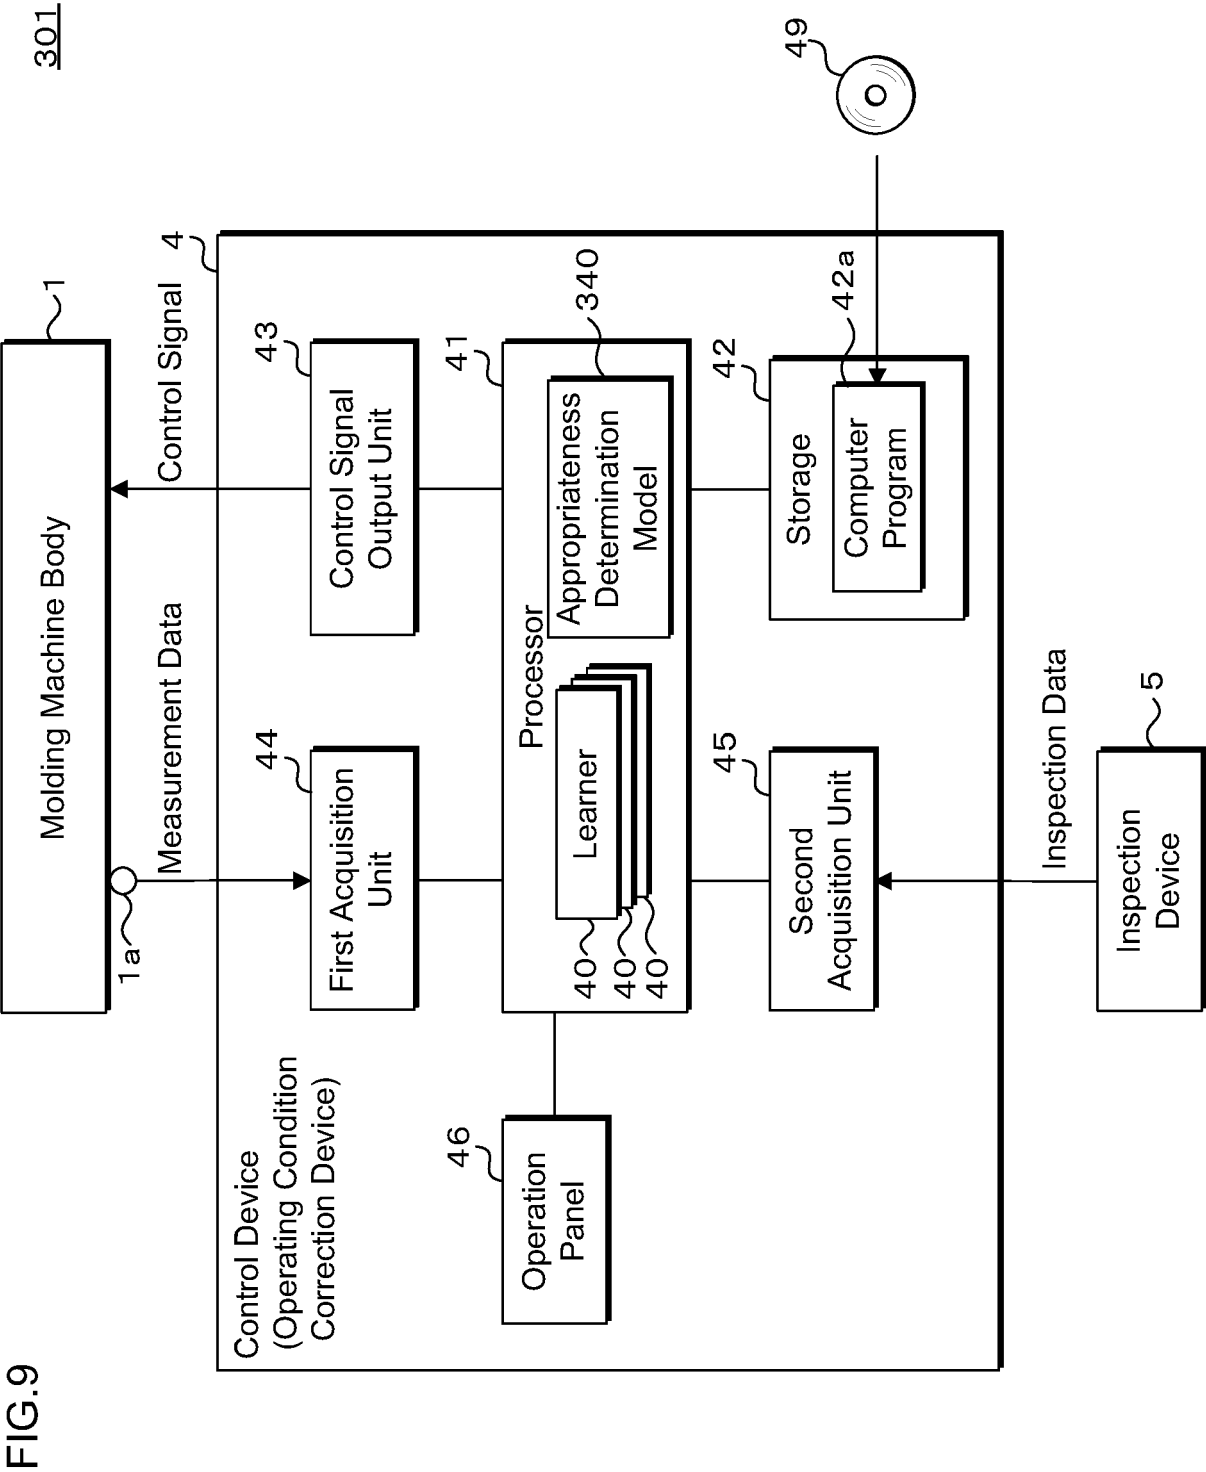 FIG.9
301
Molding Machine Body
1
1a
Measurement Data
Control Signal
4
Control Device
(Operating Condition
Correction Device)
44
First Acquisition
Unit
43
Control Signal
Output Unit
46
Operation
Panel
41
Processor
Learner
40
40
40
Appropriateness
Determination
Model
340
45
Second
Acquisition Unit
42
Storage
42a
Computer
Program
49
Inspection Data
5
Inspection
Device